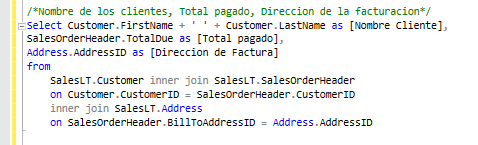 /*Nombre de los clientes, Total pagado, Direccion de la facturacion*/
Select Customer.FirstName + ' ' + Customer.LastName as [Nombre Cliente],
SalesOrderHeader.TotalDue as [Total pagado],
Address.AddressID as [Direccion de Factura]
from
SalesLT.Customer inner join SalesLT.SalesOrderHeader
on Customer.CustomerID = SalesOrderHeader.CustomerID
inner join SalesLT.Address
on SalesOrderHeader.BillToAddressID = Address.AddressID